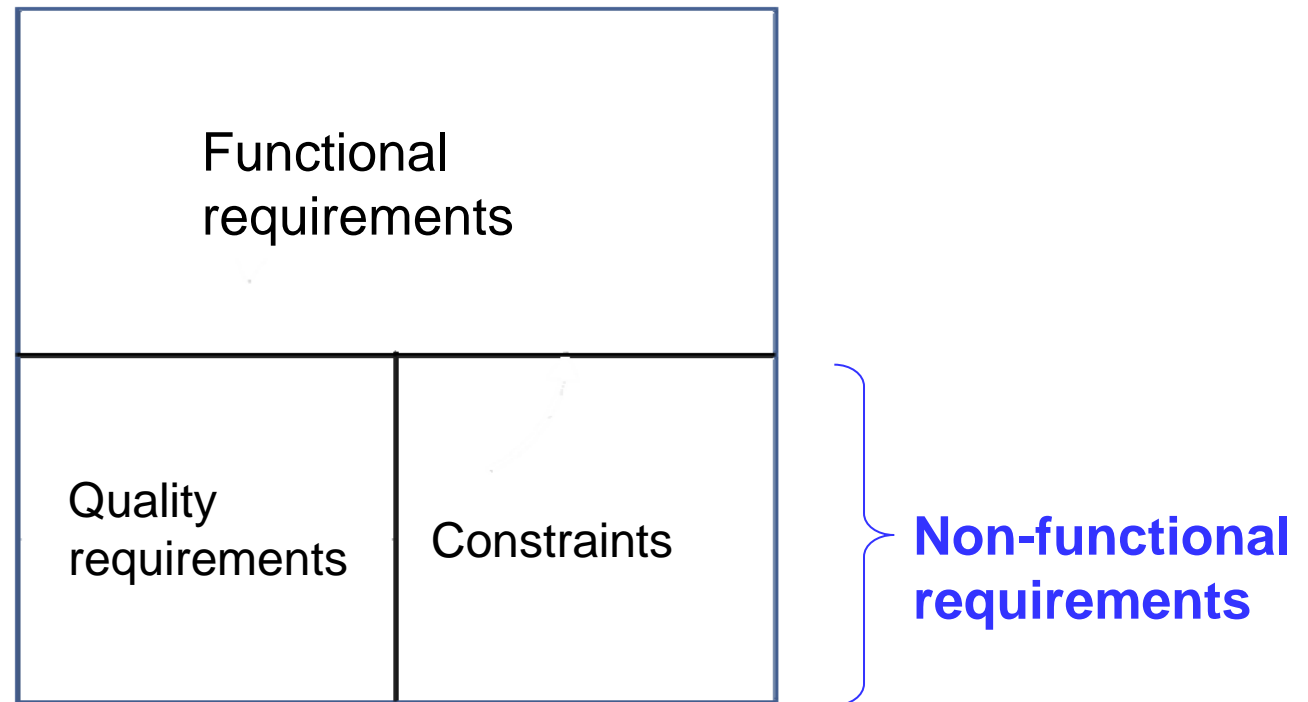 Functional
requirements
Quality
requirements
Constraints
Non-functional
requirements